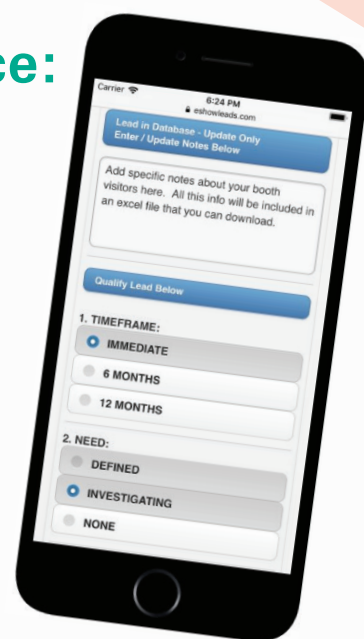 ce:
Carrier
6:24 PM
eshowleads.com
Lead in Database - Update Only
Enter / Update Notes Below
Add specific notes about your booth
visitors here. All this info will be included in
an excel file that you can download.
Qualify Lead Below
1. TIMEFRAME:
IMMEDIATE
6 MONTHS
12 MONTHS
2. NEED:
DEFINED
INVESTIGATING
NONE